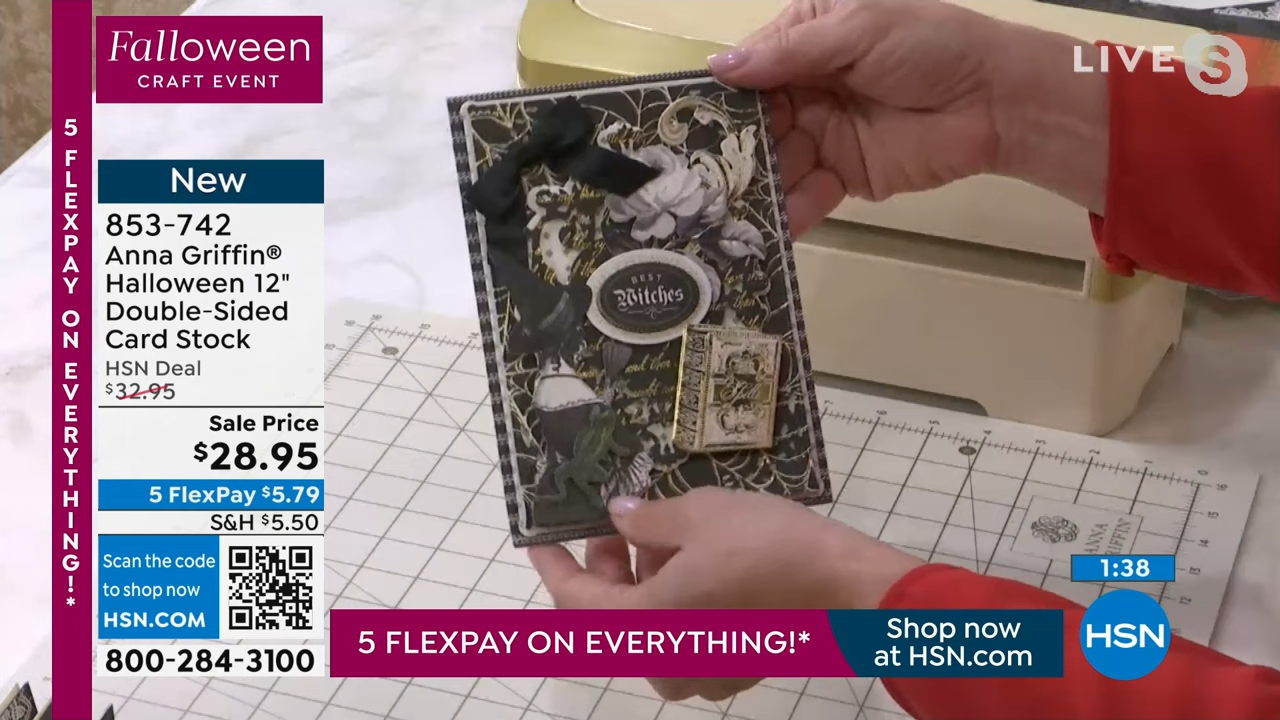 Falloween
CRAFT EVENT
5 FLEXPAY ON EVERYTHING!*
New
853-742
Anna Griffin®
Halloween 12"
Double-Sided
Card Stock
HSN Deal
$32.95
Sale Price
$28.95
5 FlexPay $5.79
S&H $5.50
Scan the code
to shop now
HSN.COM
800-284-3100
LIVE S
BEST
Witches
ANNA
GRIFFIN
1:38
5 FLEXPAY ON EVERYTHING!*
Shop now
at HSN.com
HSN